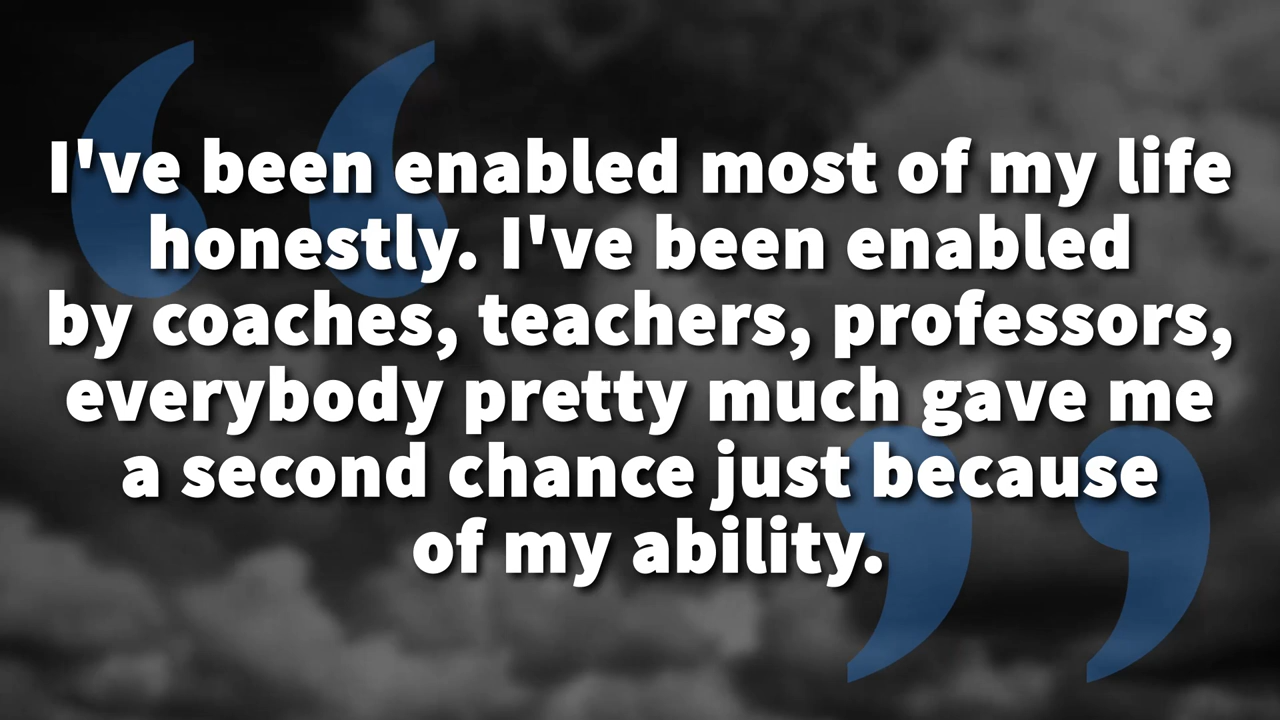 I've been enabled most of my life
honestly. I've been enabled
by coaches, teachers, professors,
everybody pretty much gave me
a second chance just because
of my ability.